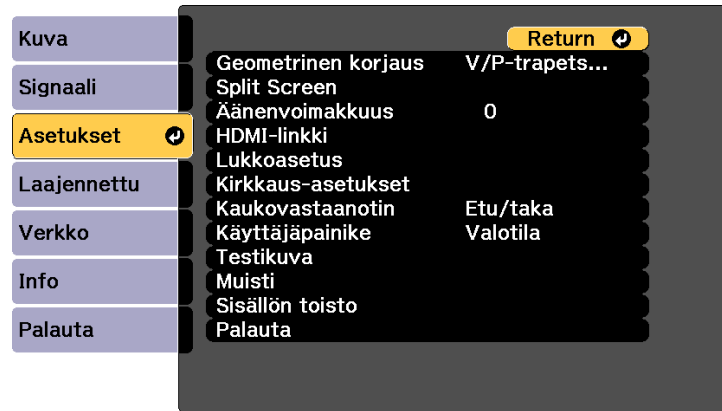 Kuva
Signaali
Asetukset
Laajennettu
Verkko
Info
Palauta
Return
Geometrinen korjaus V/P-trapets...
Split Screen
Äänenvoimakkuus 0
HDMI-linkki
Lukkoasetus
Kirkkaus-asetukset
Kaukovastaanotin Etu/taka
Käyttäjäpainike Valotila
Testikuva
Muisti
Sisällön toisto
Palauta